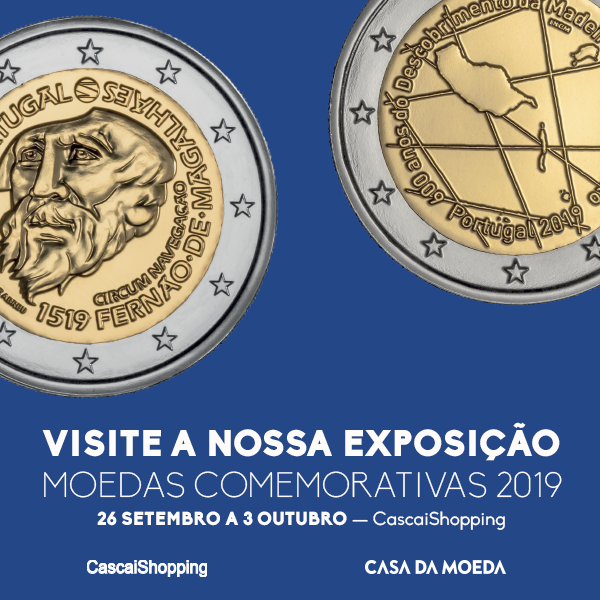 PORTUGAL
FERNÃO·DE·MAGALHÃES
CIRCUM NAVEGAÇÃO
1519
600 anos do Descobrimento da Madeira
INCM
Portugal 2019
VISITE A NOSSA EXPOSIÇÃO
MOEDAS COMEMORATIVAS 2019
26 SETEMBRO A 3 OUTUBRO — CascaiShopping
CascaiShopping
CASA DA MOEDA